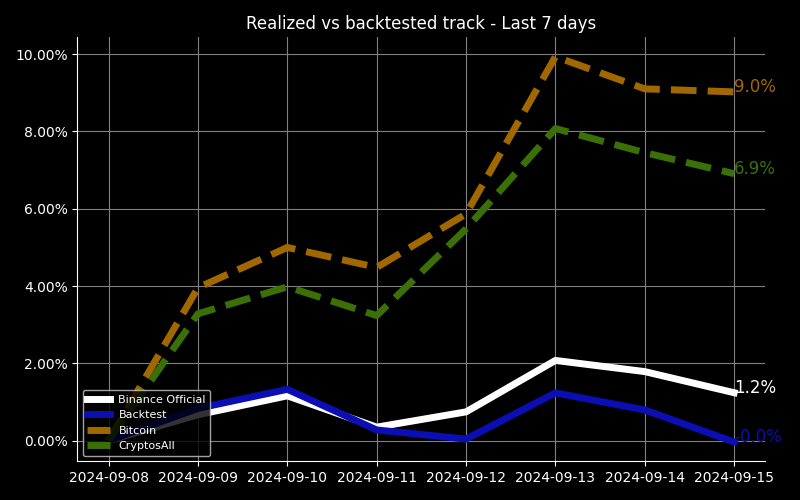 Realized vs backtested track - Last 7 days
10.00%
8.00%
6.00%
4.00%
2.00%
0.00%
9.0%
6.9%
1.2%
-0.0%
Binance Official
Backtest
Bitcoin
CryptosAll
2024-09-08 2024-09-09 2024-09-10 2024-09-11 2024-09-12 2024-09-13 2024-09-14 2024-09-15